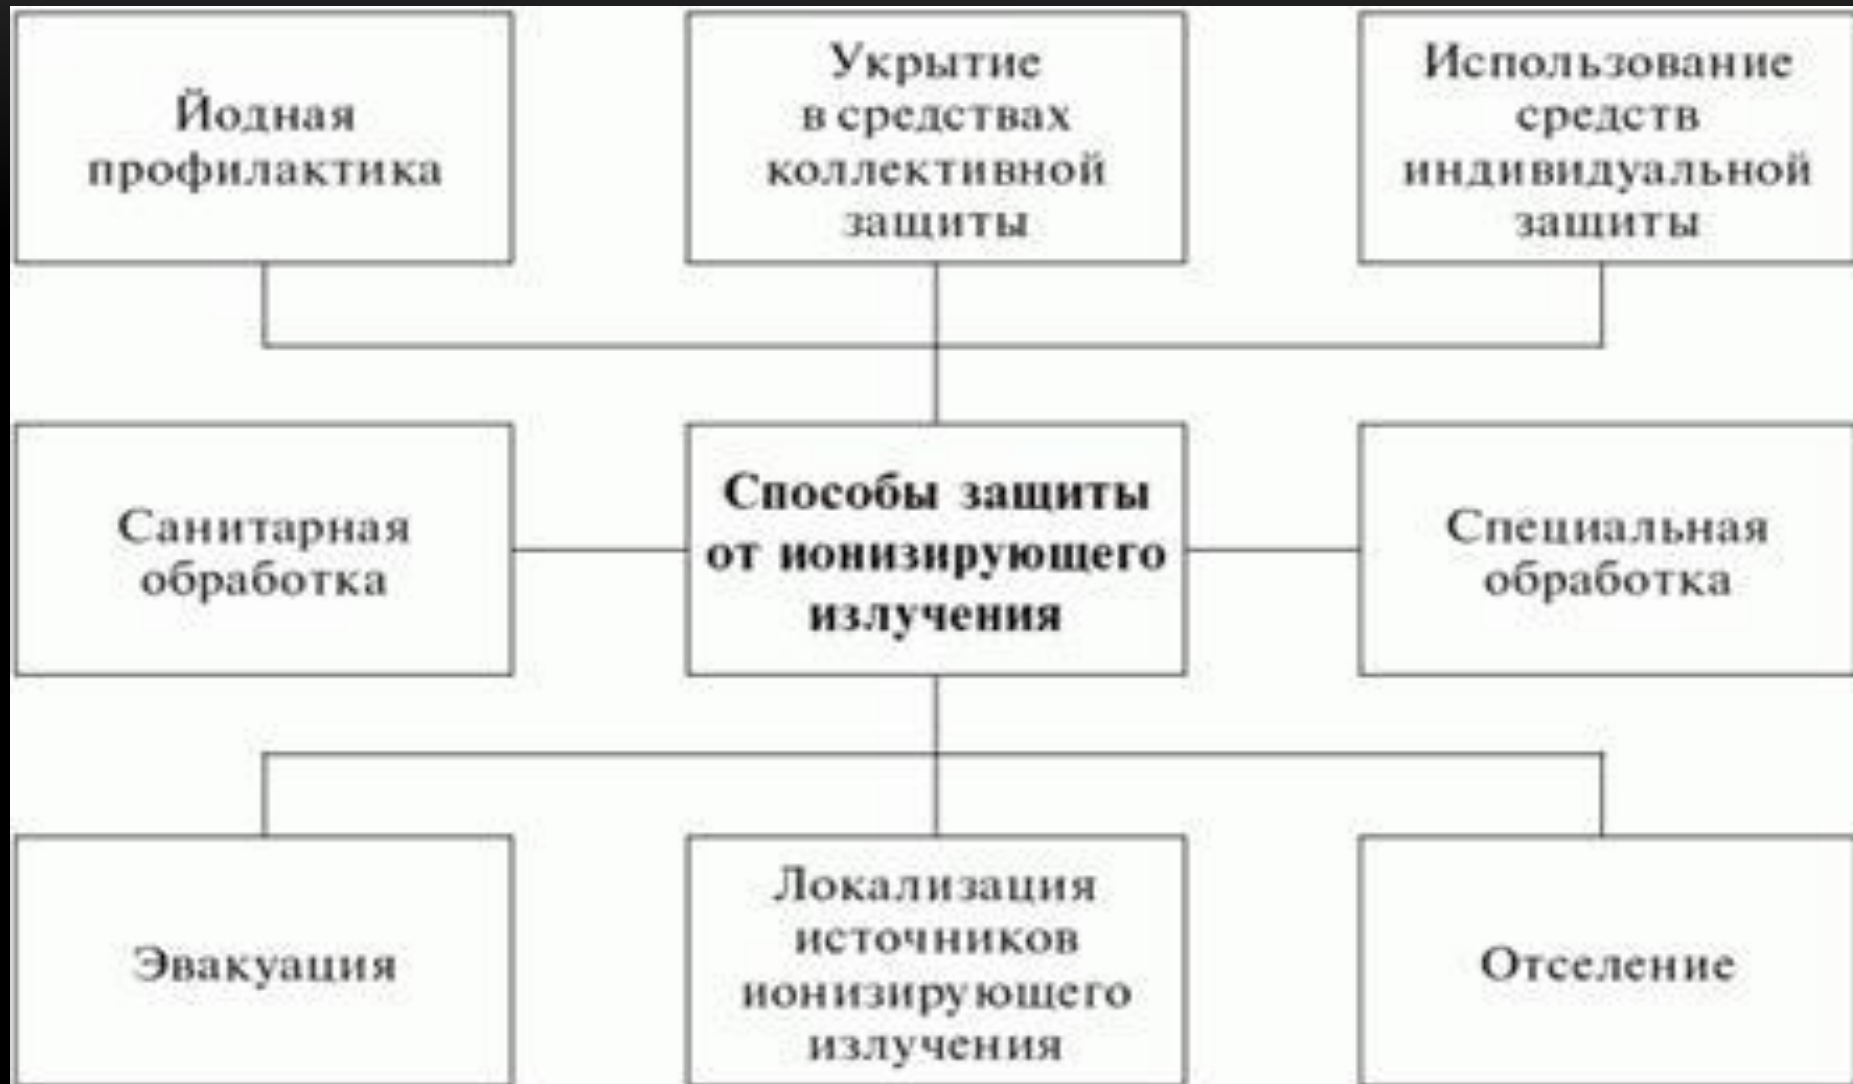 Йодная
профилактика
Укрытие
в средствах
коллективной
защиты
Использование
средств
индивидуальной
защиты
Санитарная
обработка
Способы защиты
от ионизирующего
излучения
Специальная
обработка
Эвакуация
Локализация
источников
ионизирующего
излучения
Отселение